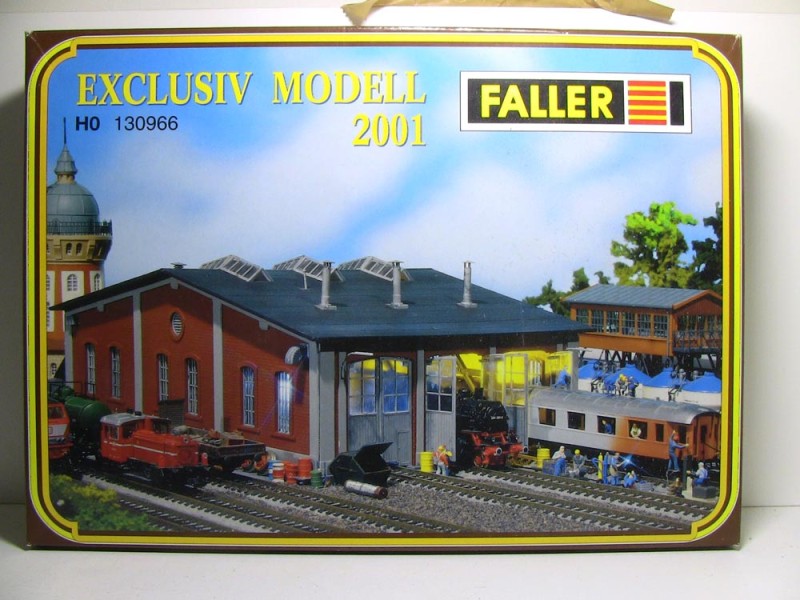 EXCLUSIV MODELL
2001
H0 130966
FALLER